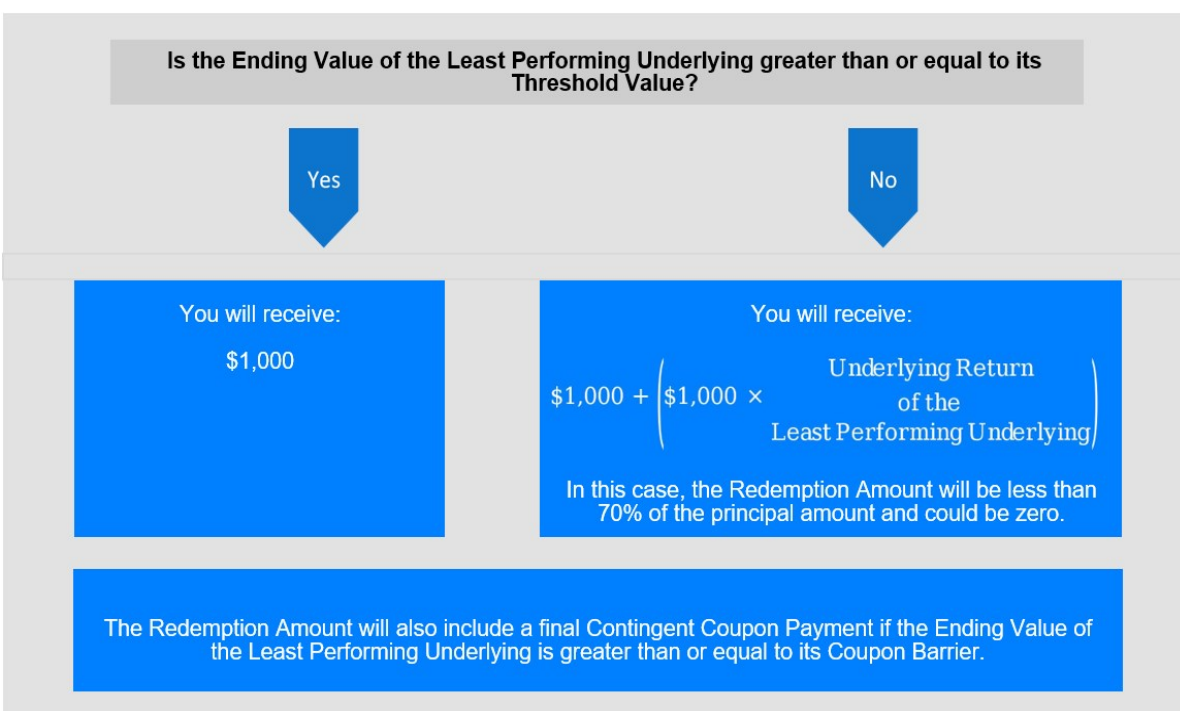 Is the Ending Value of the Least Performing Underlying greater than or equal to its
Threshold Value?
Yes
No
You will receive:
$1,000
You will receive:
$1,000 + ($1,000 × Underlying Return
of the
Least Performing Underlying)
In this case, the Redemption Amount will be less than
70% of the principal amount and could be zero.
The Redemption Amount will also include a final Contingent Coupon Payment if the Ending Value of
the Least Performing Underlying is greater than or equal to its Coupon Barrier.